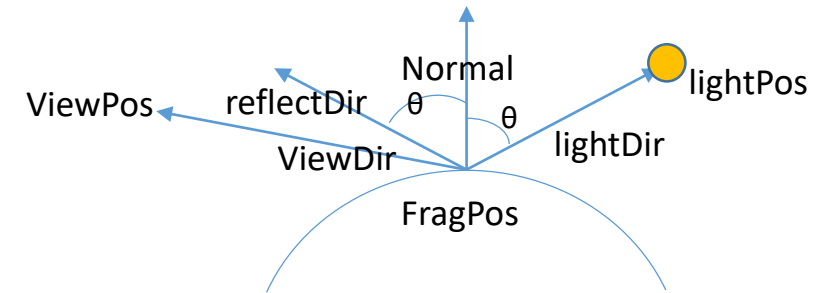 Normal
lightPos
ViewPos
reflectDir
θ
θ
ViewDir
lightDir
FragPos